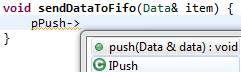 void sendDataToFifo(Data& item) {
pPush->
}
push(Data & data) : void
IPush